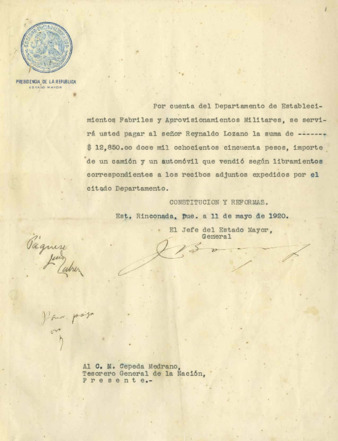 PRESIDENCIA DE LA REPUBLICA
ESTADO MAYOR
Por cuenta del Departamento de Estableci-
mientos Fabriles y Aprovisionamientos Militares, se servi-
rá usted pagar al señor Reynaldo Lozano la suma de -------
$ 12,850.00 doce mil ochocientos cincuenta pesos, importe
de un camión y un automóvil que vendió según libramientos
correspondientes a los recibos adjuntos expedidos por el
citado Departamento.
CONSTITUCION Y REFORMAS.
Est. Rinconada, Pue. a 11 de mayo de 1920.
El Jefe del Estado Mayor,
General
Páguese
Al C. M. Cepeda Medrano,
Tesorero General de la Nación,
P r e s e n t e.-